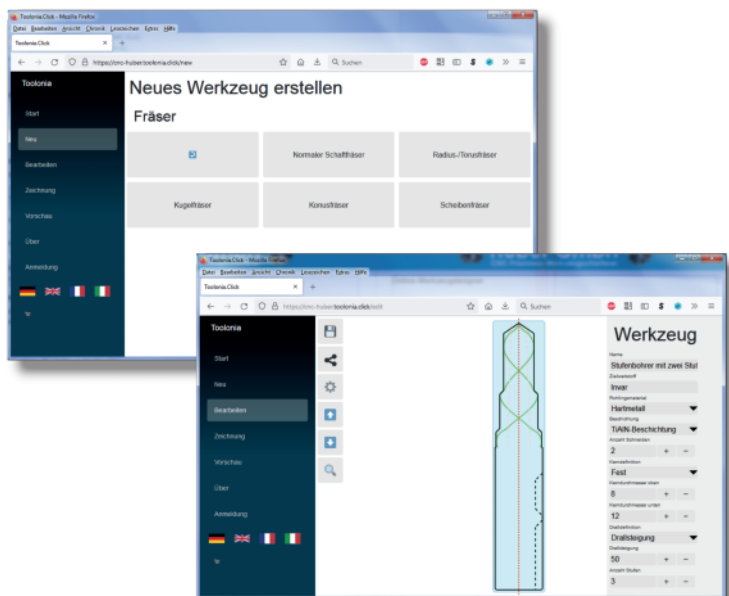 Toolonia.Click - Mozilla Firefox
Datei Bearbeiten Ansicht Chronik Lesezeichen Extras Hilfe
Toolonia.Click × +
https://cnc-huber.toolonia.click/new
Suchen
Toolonia
Start
Neu
Bearbeiten
Zeichnung
Vorschau
Über
Anmeldung
Neues Werkzeug erstellen
Fräser
Normaler Schaftfräser
Radius-/Torusfräser
Kugelfräser
Konusfräser
Scheibenfräser
Toolonia.Click - Mozilla Firefox
Datei Bearbeiten Ansicht Chronik Lesezeichen Extras Hilfe
Toolonia.Click × +
https://cnc-huber.toolonia.click/edit
Suchen
Toolonia
Start
Neu
Bearbeiten
Zeichnung
Vorschau
Über
Anmeldung
Werkzeug
Name
Stufenbohrer mit zwei Stuf
Zielwerkstoff
Invar
Rohlingsmaterial
Hartmetall
Beschichtung
TiAlN-Beschichtung
Anzahl Schneiden
2 + −
Kerndefinition
Fest
Kerndurchmesser oben
8 + −
Kerndurchmesser unten
12 + −
Dralldefinition
Drallsteigung
Drallsteigung
50 + −
Anzahl Stufen
3 + −